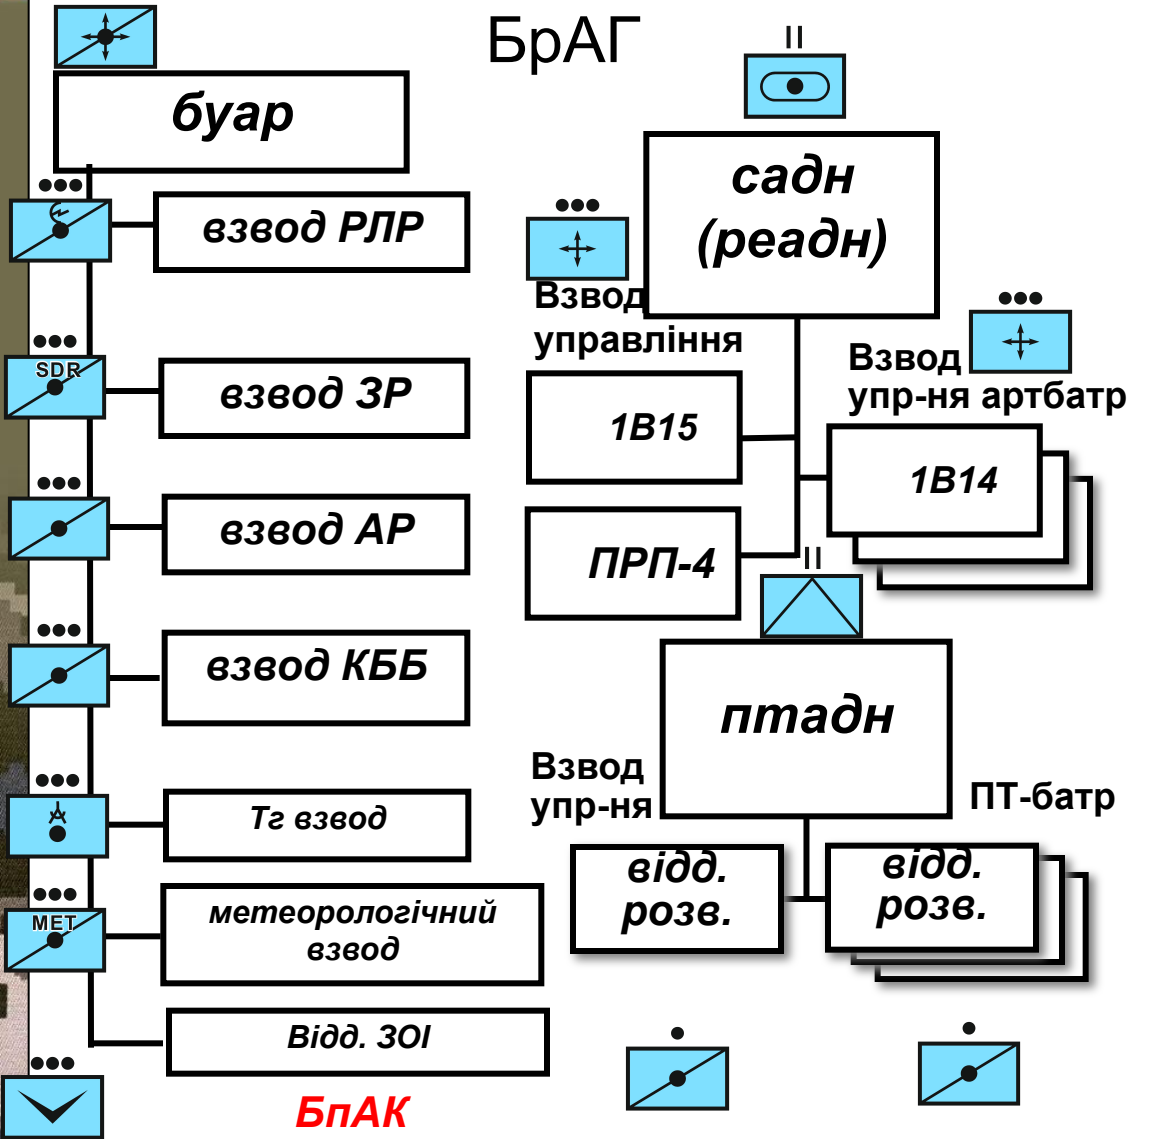 БрАГ
буар
взвод РЛР
SDR
взвод ЗР
взвод АР
взвод КББ
Тг взвод
MET
метеорологічний
взвод
Відд. ЗОІ
БпАК
садн
(реадн)
Взвод
управління
1В15
ПРП-4
Взвод
упр-ня артбатр
1В14
птадн
Взвод
упр-ня
ПТ-батр
відд.
розв.
відд.
розв.